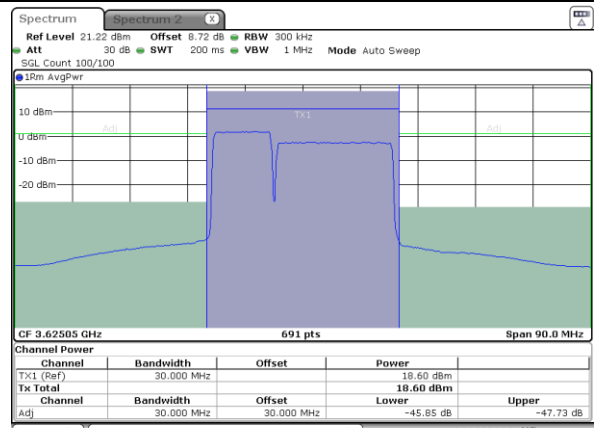 Spectrum Spectrum 2 X
Ref Level 21.22 dBm Offset 8.72 dB RBW 300 kHz
Att 30 dB SWT 200 ms VBW 1 MHz Mode Auto Sweep
SGL Count 100/100
1Rm AvgPwr
10 dBm
TX1
Adj Adj
0 dBm
-10 dBm
-20 dBm
CF 3.62505 GHz 691 pts Span 90.0 MHz
Channel Power
Channel Bandwidth Offset Power
TX1 (Ref) 30.000 MHz 18.60 dBm
Tx Total 18.60 dBm
Channel Bandwidth Offset Lower Upper
Adj 30.000 MHz 30.000 MHz -45.85 dB -47.73 dB